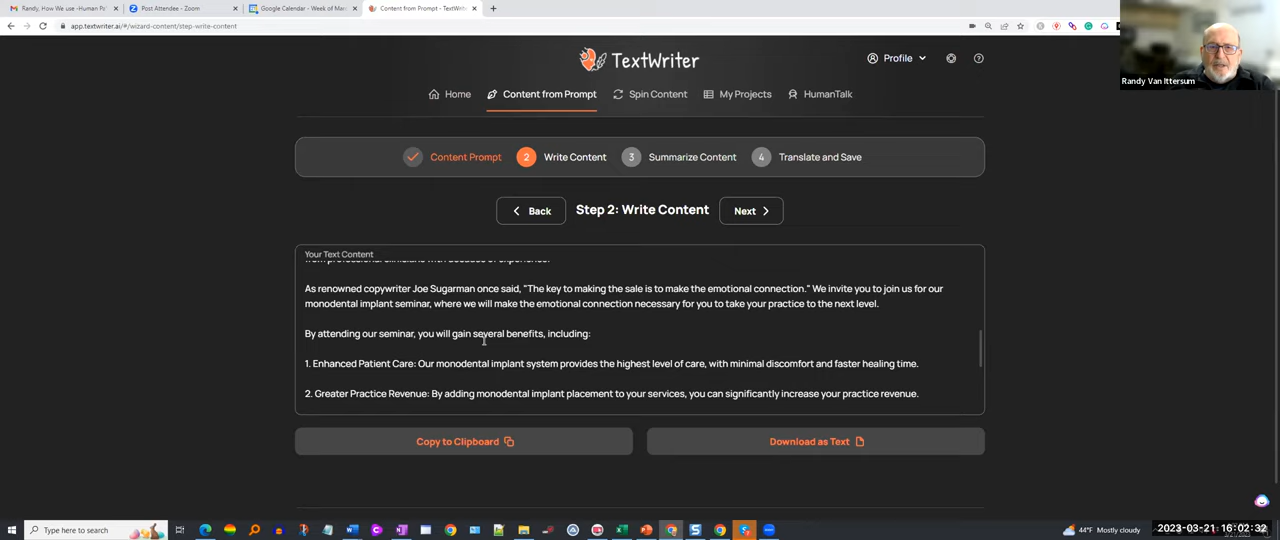 Randy, How We use -Human Po
Post Attendee - Zoom
Google Calendar - Week of Mar
Content from Prompt - TextWrite
app.textwriter.ai/#/wizard-content/step-write-content
Randy Van Ittersum
TextWriter
Profile
Home
Content from Prompt
Spin Content
My Projects
HumanTalk
Content Prompt
2 Write Content
3 Summarize Content
4 Translate and Save
Back
Step 2: Write Content
Next
Your Text Content
from professional clinicians with because of experience.
As renowned copywriter Joe Sugarman once said, "The key to making the sale is to make the emotional connection." We invite you to join us for our
monodental implant seminar, where we will make the emotional connection necessary for you to take your practice to the next level.
By attending our seminar, you will gain several benefits, including:
1. Enhanced Patient Care: Our monodental implant system provides the highest level of care, with minimal discomfort and faster healing time.
2. Greater Practice Revenue: By adding monodental implant placement to your services, you can significantly increase your practice revenue.
Copy to Clipboard
Download as Text
Type here to search
44°F Mostly cloudy
2023-03-21 16:02:32